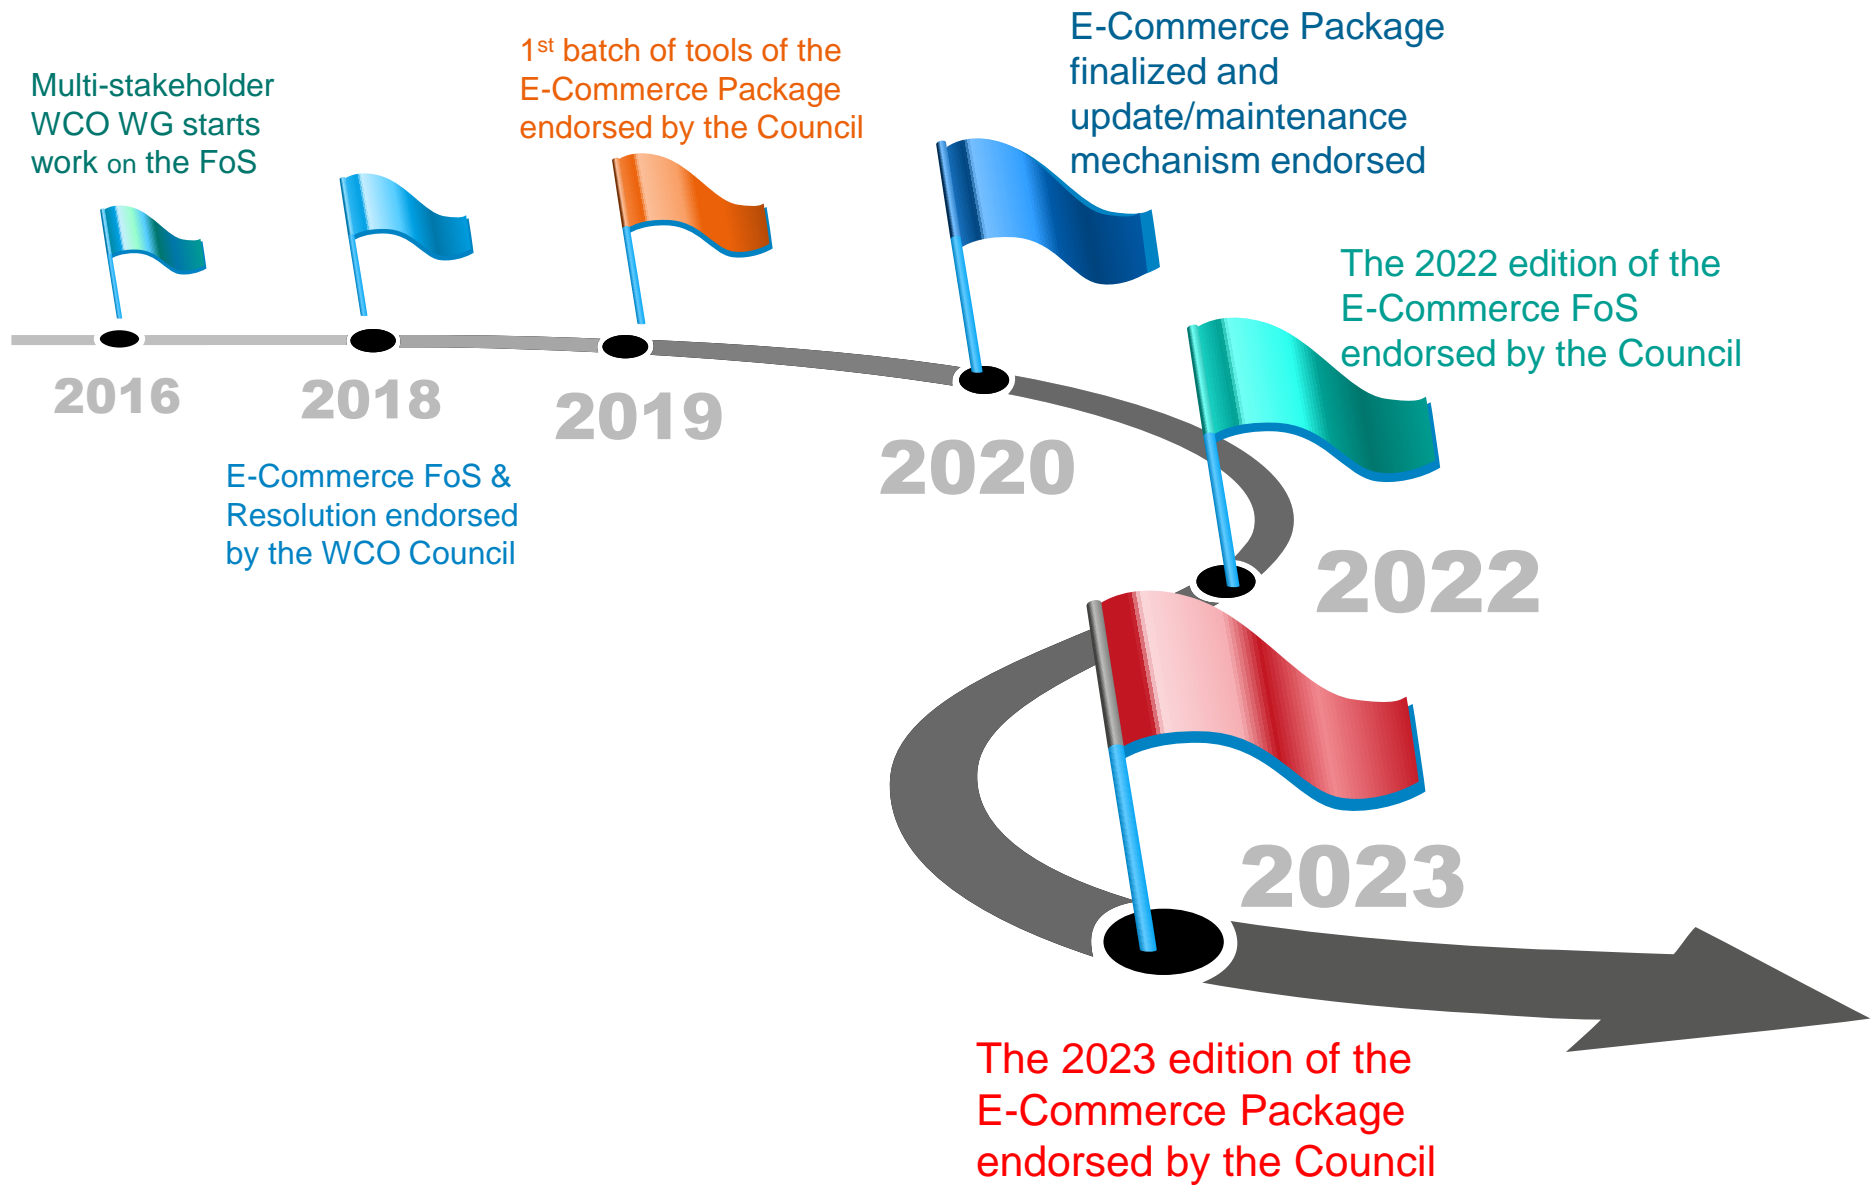 Multi-stakeholder
WCO WG starts
work on the FoS
2016
E-Commerce FoS &
Resolution endorsed
by the WCO Council
2018
1st batch of tools of the
E-Commerce Package
endorsed by the Council
2019
E-Commerce Package
finalized and
update/maintenance
mechanism endorsed
2020
The 2022 edition of the
E-Commerce FoS
endorsed by the Council
2022
2023
The 2023 edition of the
E-Commerce Package
endorsed by the Council